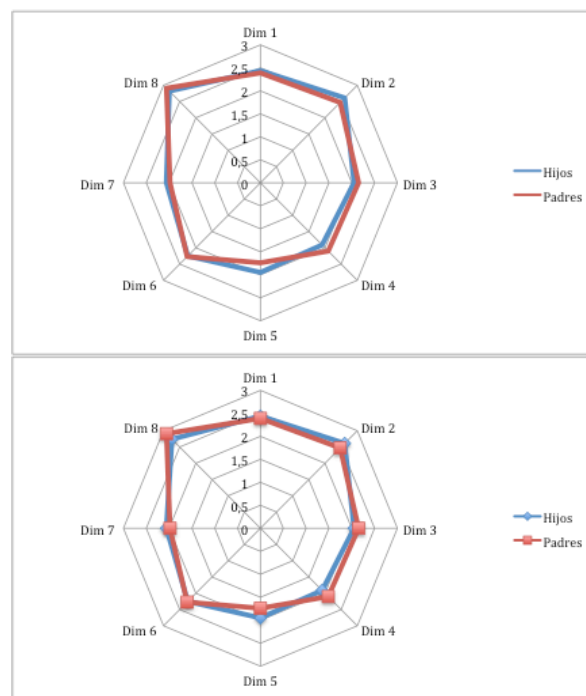 Dim 1
3
Dim 8
2,5
Dim 2
2
1,5
1
0,5
Dim 7
0
Dim 3
Hijos
Padres
Dim 6
Dim 4
Dim 5
Dim 1
3
Dim 8
2,5
Dim 2
2
1,5
1
0,5
Dim 7
0
Dim 3
Hijos
Padres
Dim 6
Dim 4
Dim 5